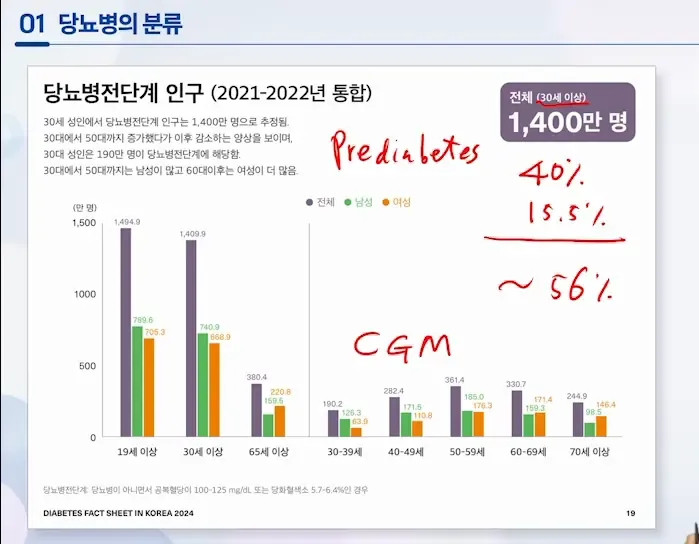 01 당뇨병의 분류
당뇨병전단계 인구 (2021-2022년 통합)
30세 성인에서 당뇨병전단계 인구는 1,400만 명으로 추정됨.
30대에서 50대까지 증가했다가 이후 감소하는 양상을 보이며,
30대 성인은 190만 명이 당뇨병전단계에 해당함.
30대에서 50대까지는 남성이 많고 60대이후는 여성이 더 많음.
전체 (30세 이상)
1,400만 명
Prediabetes
40%
15.5%
~ 56%
CGM
(만 명)
전체 남성 여성
1,500
1000
500
0
1,494.9
789.6
705.3
1,409.9
740.9
668.9
380.4
159.6
220.8
190.2
126.3
63.9
282.4
171.5
110.8
361.4
185.0
176.3
330.7
159.3
171.4
244.9
98.5
146.4
19세 이상 30세 이상 65세 이상 30-39세 40-49세 50-59세 60-69세 70세 이상
당뇨병전단계: 당뇨병이 아니면서 공복혈당이 100-125 mg/dL 또는 당화혈색소 5.7-6.4%인 경우
DIABETES FACT SHEET IN KOREA 2024
19